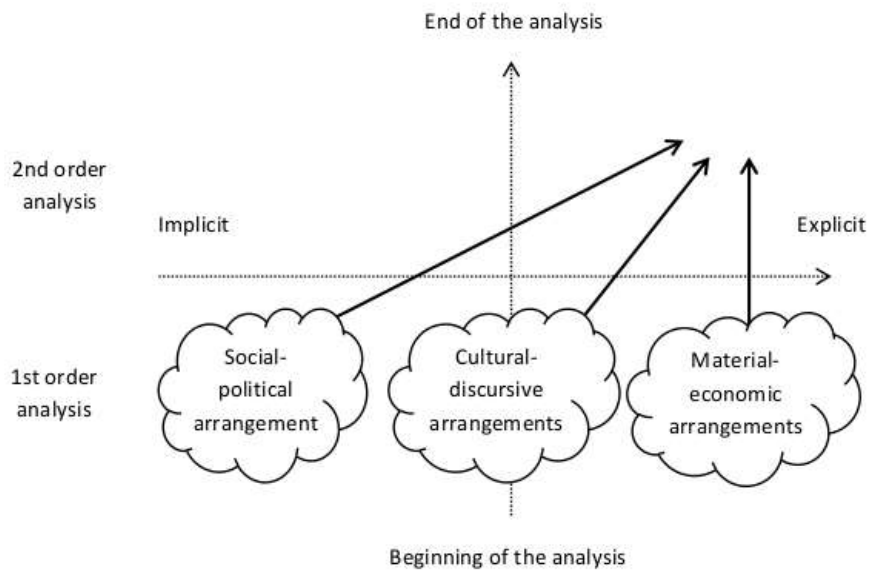 End of the analysis
2nd order
analysis
Implicit
Explicit
1st order
analysis
Social-
political
arrangement
Cultural-
discursive
arrangements
Material-
economic
arrangements
Beginning of the analysis